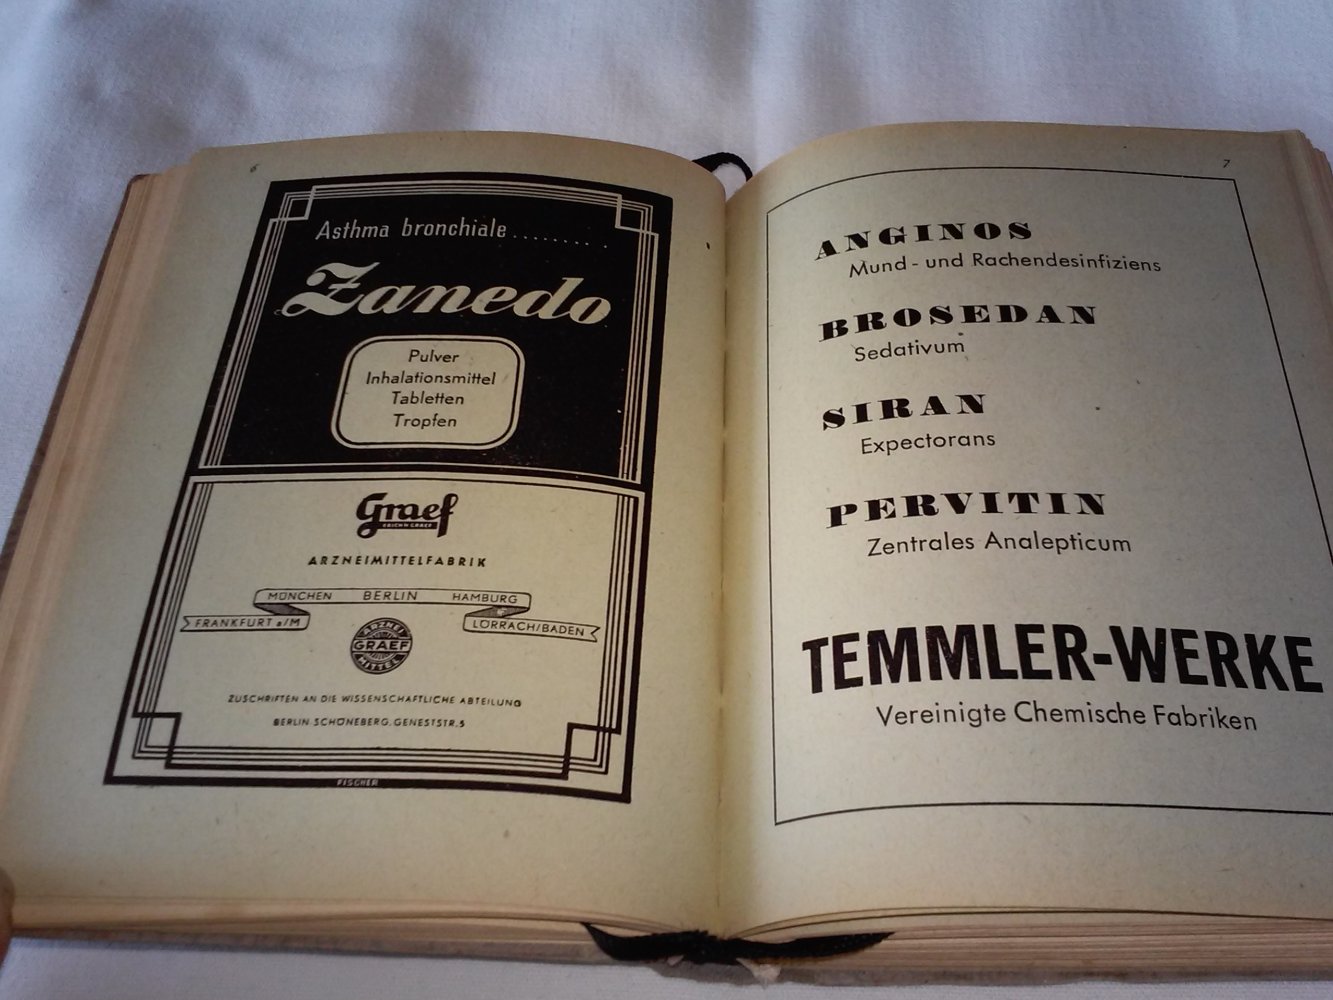 6
Asthma bronchiale..........
Zanedo
Pulver
Inhalationsmittel
Tabletten
Tropfen
Graef
ERICH W GRAEF
ARZNEIMITTELFABRIK
MÜNCHEN BERLIN HAMBURG
FRANKFURT a/M LÖRRACH/BADEN
ARZNEI
GRAEF
MITTEL
ZUSCHRIFTEN AN DIE WISSENSCHAFTLICHE ABTEILUNG
BERLIN-SCHÖNEBERG. GENESTSTR. 5
FISCHER
7
ANGINOS
Mund- und Rachendesinfiziens
BROSEDAN
Sedativum
SIRAN
Expectorans
PERVITIN
Zentrales Analepticum
TEMMLER-WERKE
Vereinigte Chemische Fabriken